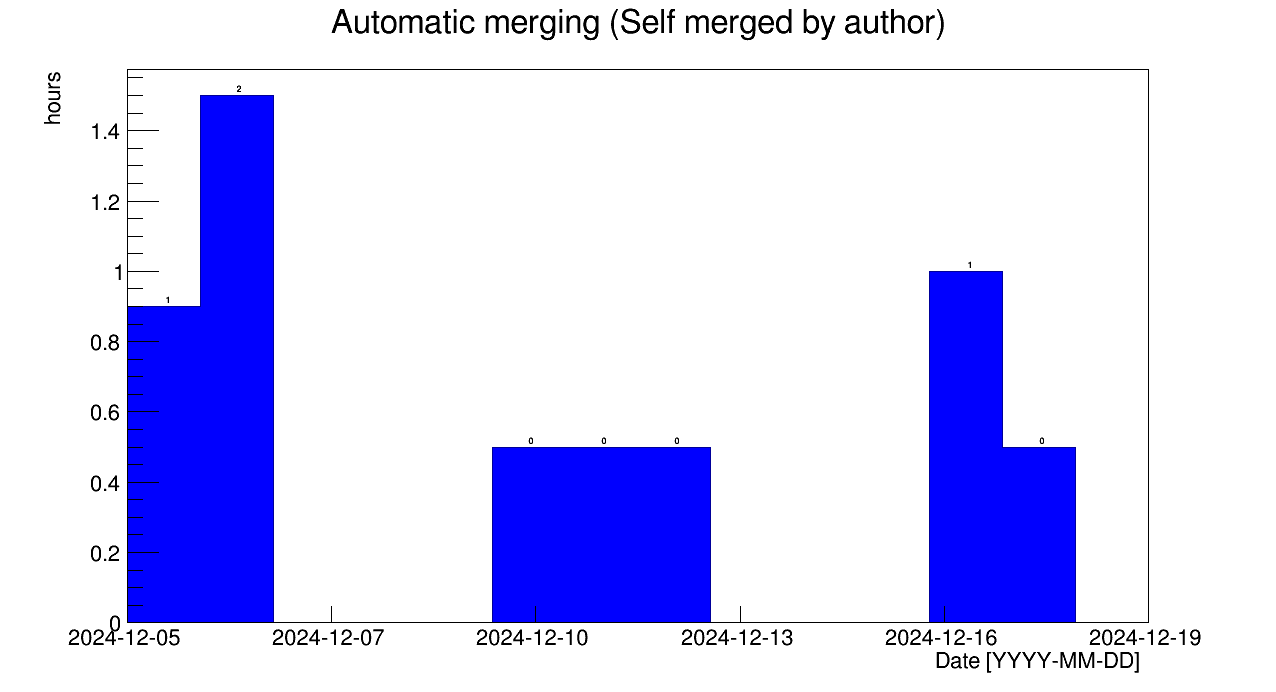 Automatic merging (Self merged by author)
hours
1.4
1.2
1
0.8
0.6
0.4
0.2
0
2
1
0 0 0
1
0
2024-12-05 2024-12-07 2024-12-10 2024-12-13 2024-12-16 2024-12-19
Date [YYYY-MM-DD]